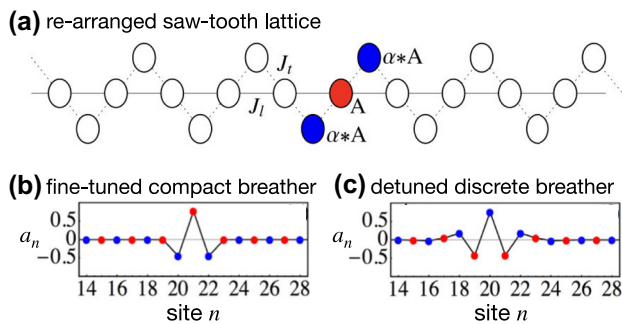 (a) re-arranged saw-tooth lattice
J_t
α*A
J_l
A
α*A
(b) fine-tuned compact breather
(c) detuned discrete breather
0.5
0
−0.5
a_n
14 16 18 20 22 24 26 28
site n
0.5
0
−0.5
a_n
14 16 18 20 22 24 26 28
site n